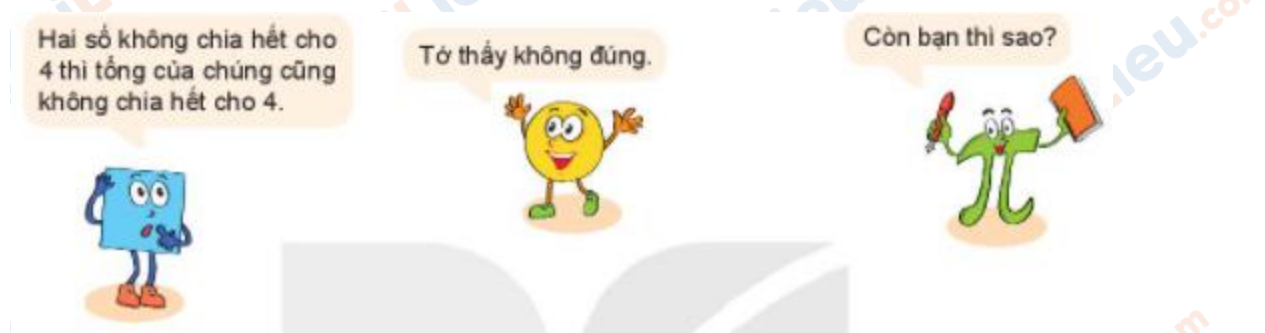 Hai số không chia hết cho
4 thì tổng của chúng cũng
không chia hết cho 4.
Tớ thấy không đúng.
Còn bạn thì sao?